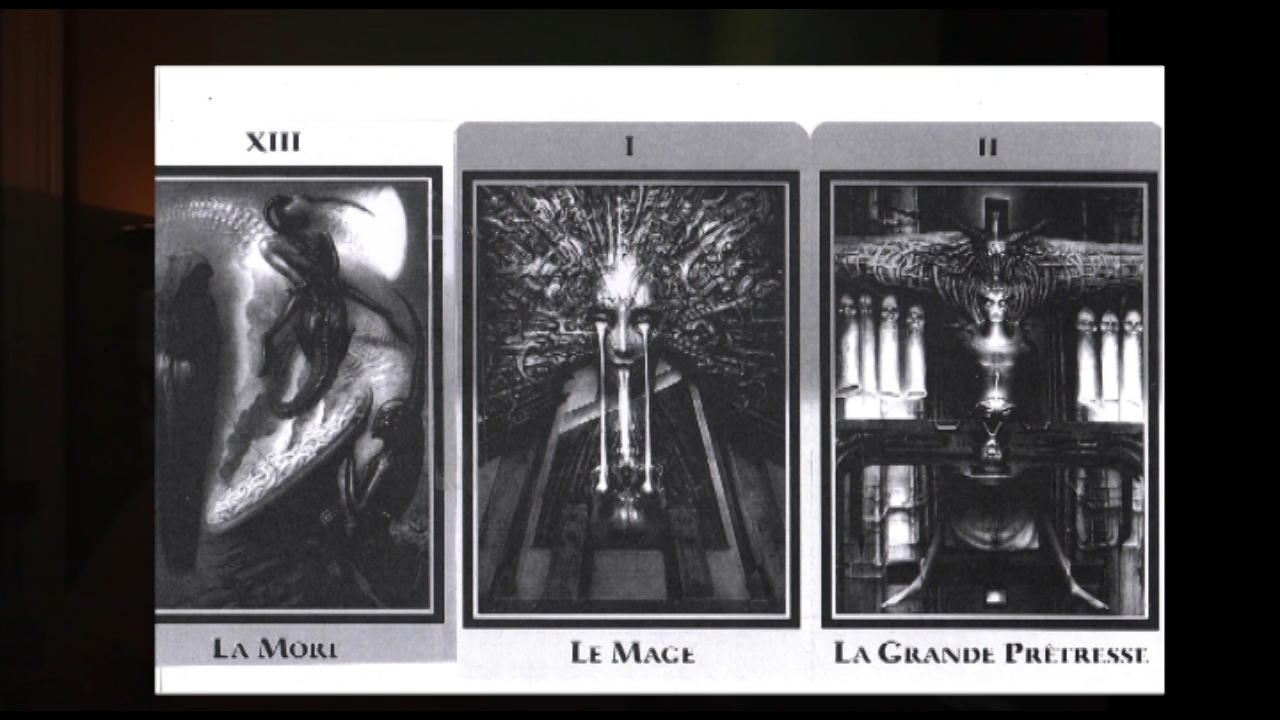 XIII
I
II
LA MORT
LE MAGE
LA GRANDE PRÊTRESSE